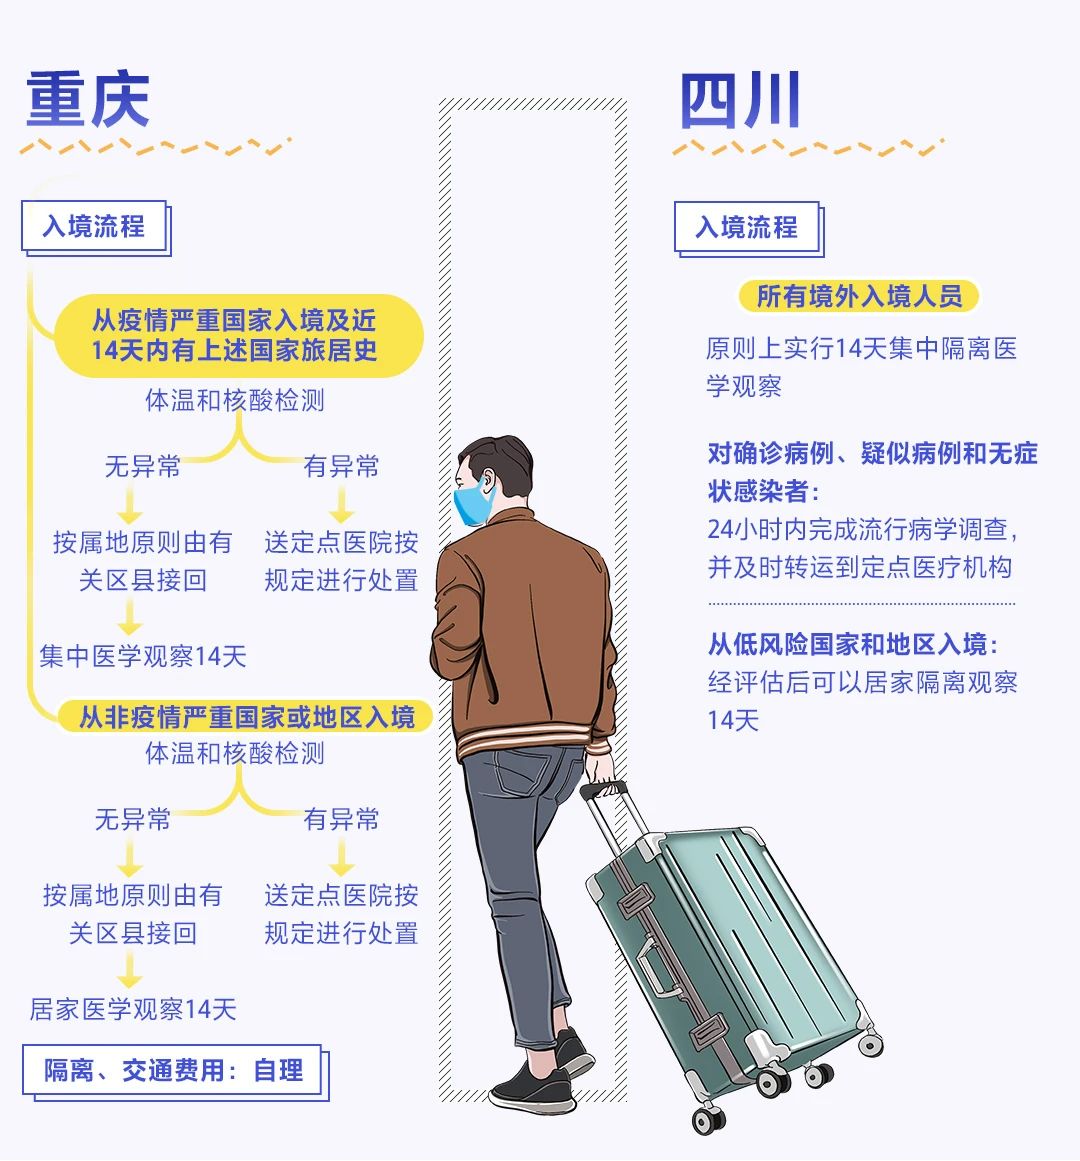 重庆
入境流程
从疫情严重国家入境及近
14天内有上述国家旅居史
体温和核酸检测
无异常
有异常
按属地原则由有
关区县接回
送定点医院按
规定进行处置
集中医学观察14天
从非疫情严重国家或地区入境
体温和核酸检测
无异常
有异常
按属地原则由有
关区县接回
送定点医院按
规定进行处置
居家医学观察14天
隔离、交通费用：自理
四川
入境流程
所有境外入境人员
原则上实行14天集中隔离医
学观察
对确诊病例、疑似病例和无症
状感染者：
24小时内完成流行病学调查，
并及时转运到定点医疗机构
从低风险国家和地区入境：
经评估后可以居家隔离观察
14天